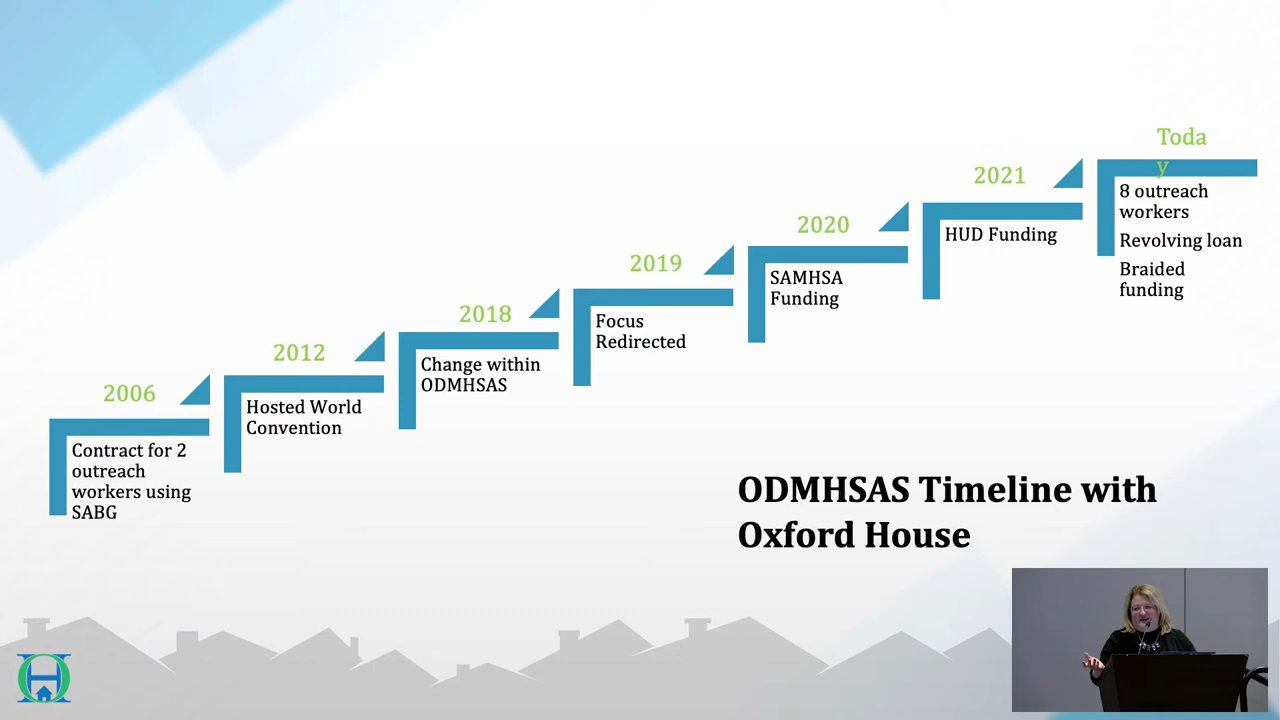 2006
Contract for 2
outreach
workers using
SABG
2012
Hosted World
Convention
2018
Change within
ODMHSAS
2019
Focus
Redirected
2020
SAMHSA
Funding
2021
HUD Funding
Toda
y
8 outreach
workers
Revolving loan
Braided
funding
ODMHSAS Timeline with
Oxford House